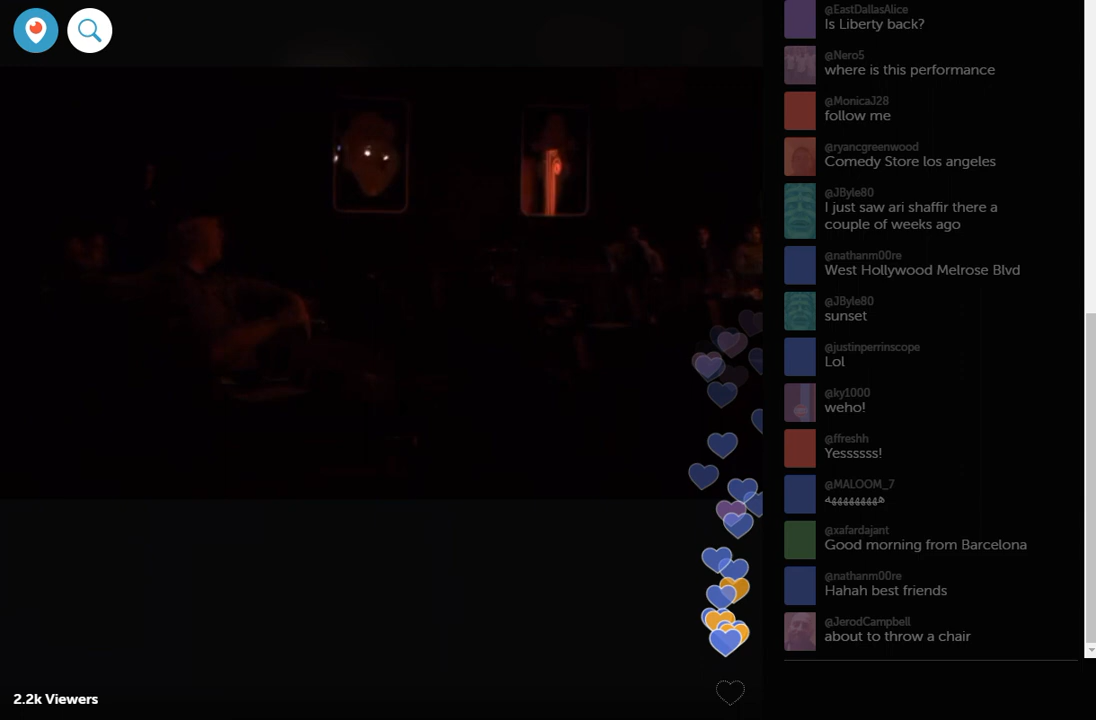 @EastDallasAlice
Is Liberty back?
@Nero5
where is this performance
@MonicaJ28
follow me
@ryancgreenwood
Comedy Store los angeles
@JByle80
I just saw ari shaffir there a
couple of weeks ago
@nathanm00re
West Hollywood Melrose Blvd
@JByle80
sunset
@justinperrinscope
Lol
@ky1000
weho!
@ffreshh
Yessssss!
@MALOOM_7
ههههههههه
@xafardajant
Good morning from Barcelona
@nathanm00re
Hahah best friends
@JerodCampbell
about to throw a chair
2.2k Viewers